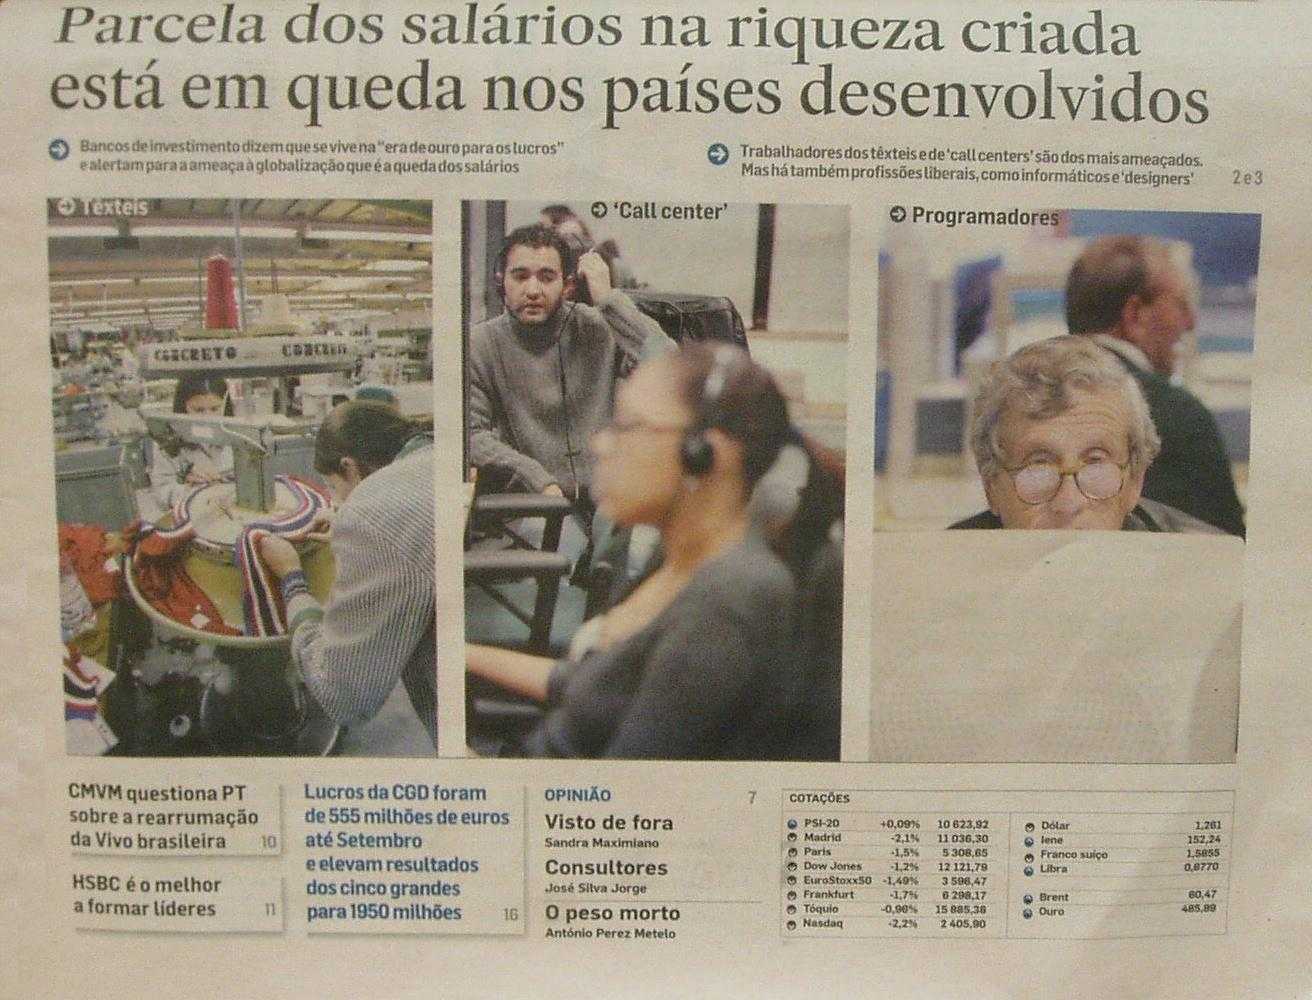 Parcela dos salários na riqueza criada
está em queda nos países desenvolvidos
Bancos de investimento dizem que se vive na "era de ouro para os lucros"
e alertam para a ameaça à globalização que é a queda dos salários
Trabalhadores dos têxteis e de 'call centers' são dos mais ameaçados.
Mas há também profissões liberais, como informáticos e 'designers'
2 e 3
Têxteis
'Call center'
Programadores
CONCRETO
CMVM questiona PT
sobre a rearrumação
da Vivo brasileira 10
HSBC é o melhor
a formar líderes 11
Lucros da CGD foram
de 555 milhões de euros
até Setembro
e elevam resultados
dos cinco grandes
para 1950 milhões 16
OPINIÃO 7
Visto de fora
Sandra Maximiano
Consultores
José Silva Jorge
O peso morto
António Perez Metelo
COTAÇÕES
PSI-20 +0,09% 10 623,92
Madrid -2,1% 11 036,30
Paris -1,5% 5 308,65
Dow Jones -1,2% 12 121,79
EuroStoxx50 -1,49% 3 596,47
Frankfurt -1,7% 6 298,17
Tóquio -0,96% 15 885,38
Nasdaq -2,2% 2 405,90
Dólar 1,261
Iene 152,24
Franco suíço 1,5855
Libra 0,6770
Brent 60,47
Ouro 485,89